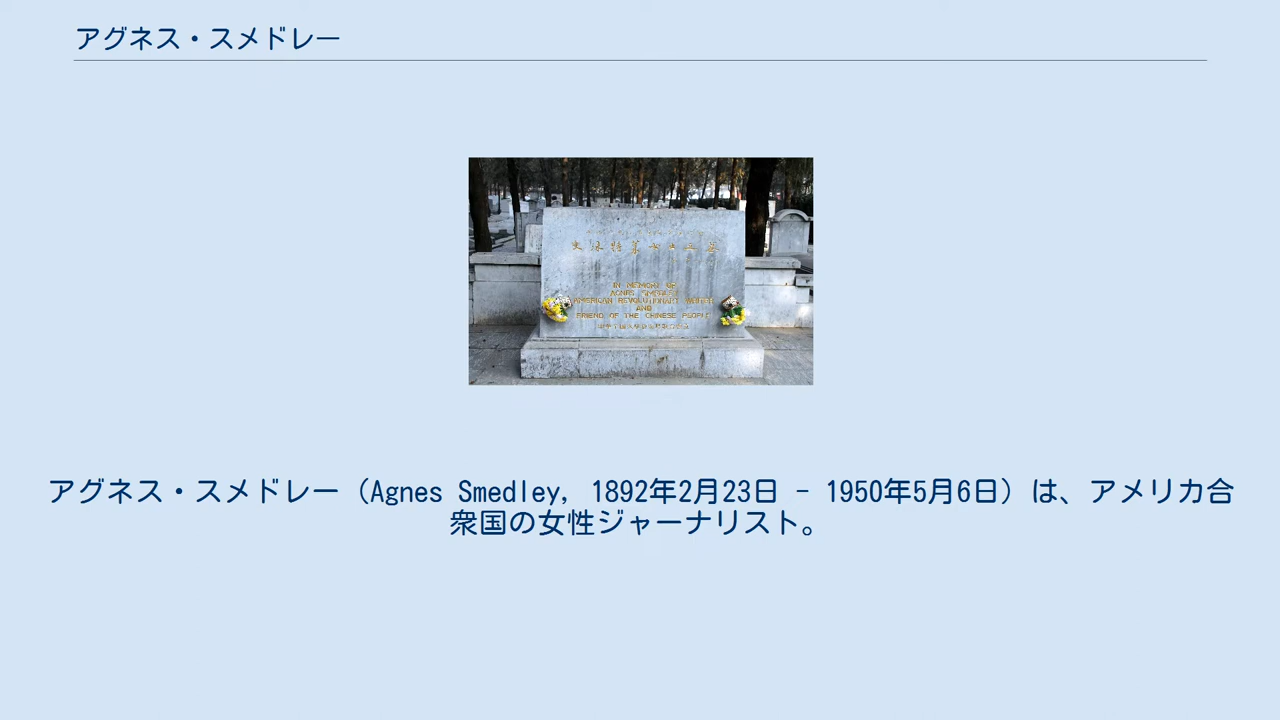 アグネス・スメドレー
IN MEMORY OF
AGNES SMEDLEY
AMERICAN REVOLUTIONARY WRITER
AND
FRIEND OF THE CHINESE PEOPLE
アグネス・スメドレー（Agnes Smedley, 1892年2月23日 - 1950年5月6日）は、アメリカ合
衆国の女性ジャーナリスト。